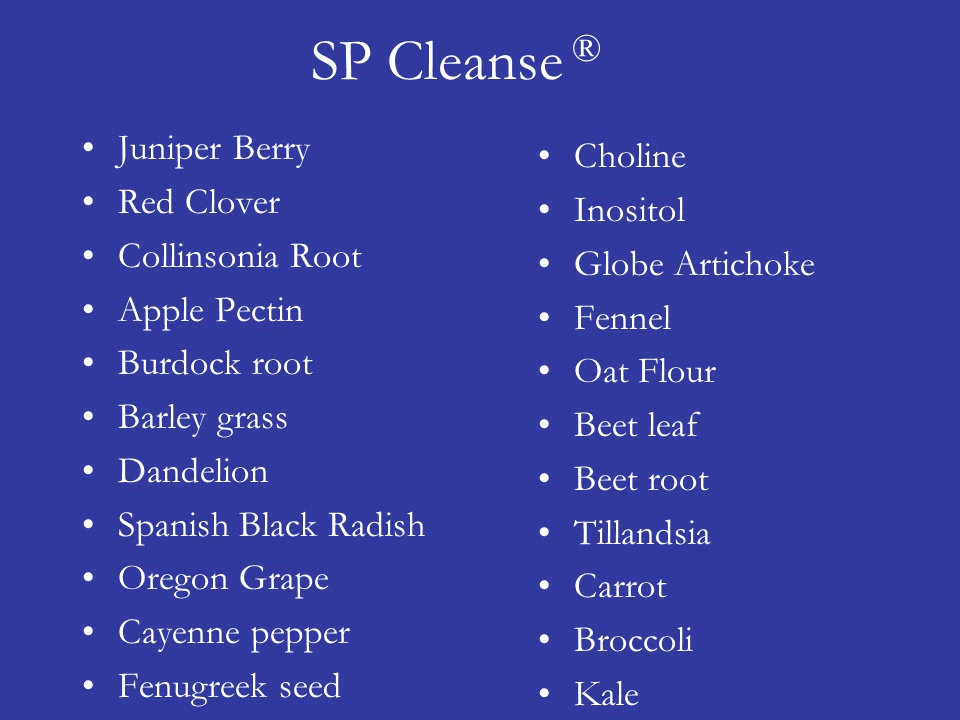 SP Cleanse ®
• Juniper Berry
• Red Clover
• Collinsonia Root
• Apple Pectin
• Burdock root
• Barley grass
• Dandelion
• Spanish Black Radish
• Oregon Grape
• Cayenne pepper
• Fenugreek seed
• Choline
• Inositol
• Globe Artichoke
• Fennel
• Oat Flour
• Beet leaf
• Beet root
• Tillandsia
• Carrot
• Broccoli
• Kale